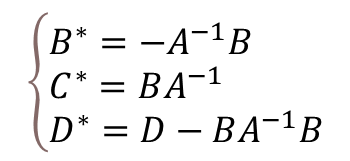 B* = −A⁻¹B
C* = BA⁻¹
D* = D − BA⁻¹B